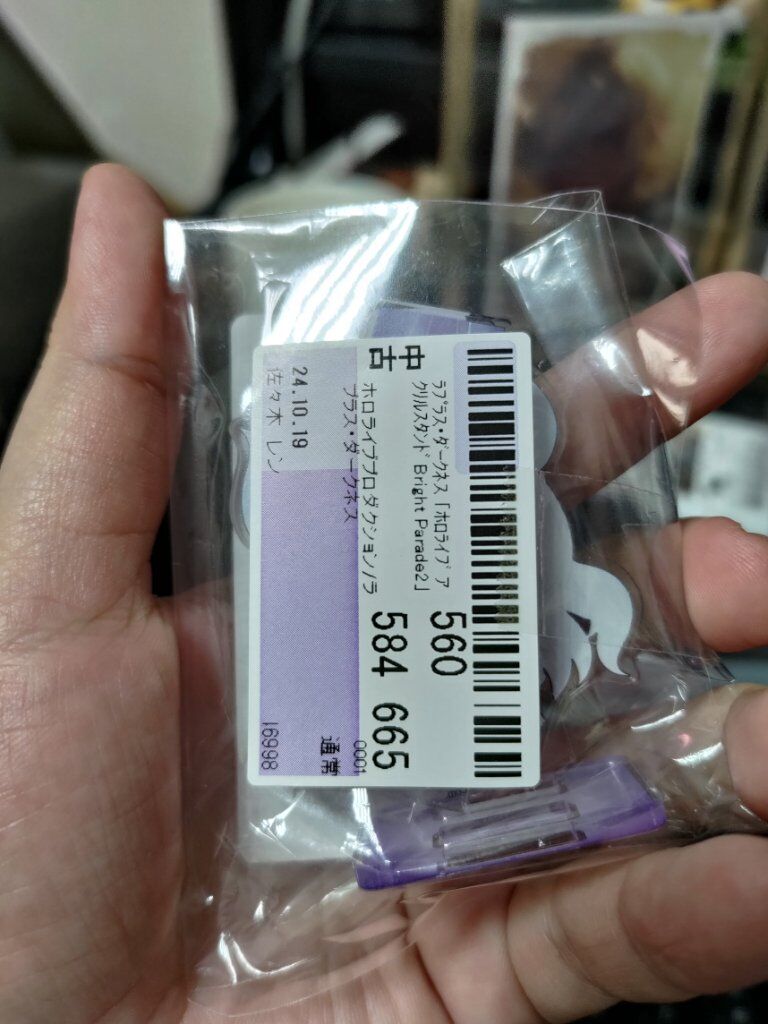 中古
ラプラス・ダークネス「ホロライブ ア
クリルスタンド Bright Parade2」
560
584 665
ホロライブプロダクション/ラ
プラス・ダークネス
0001
通常
24.10.19
佐々木 レン
16998